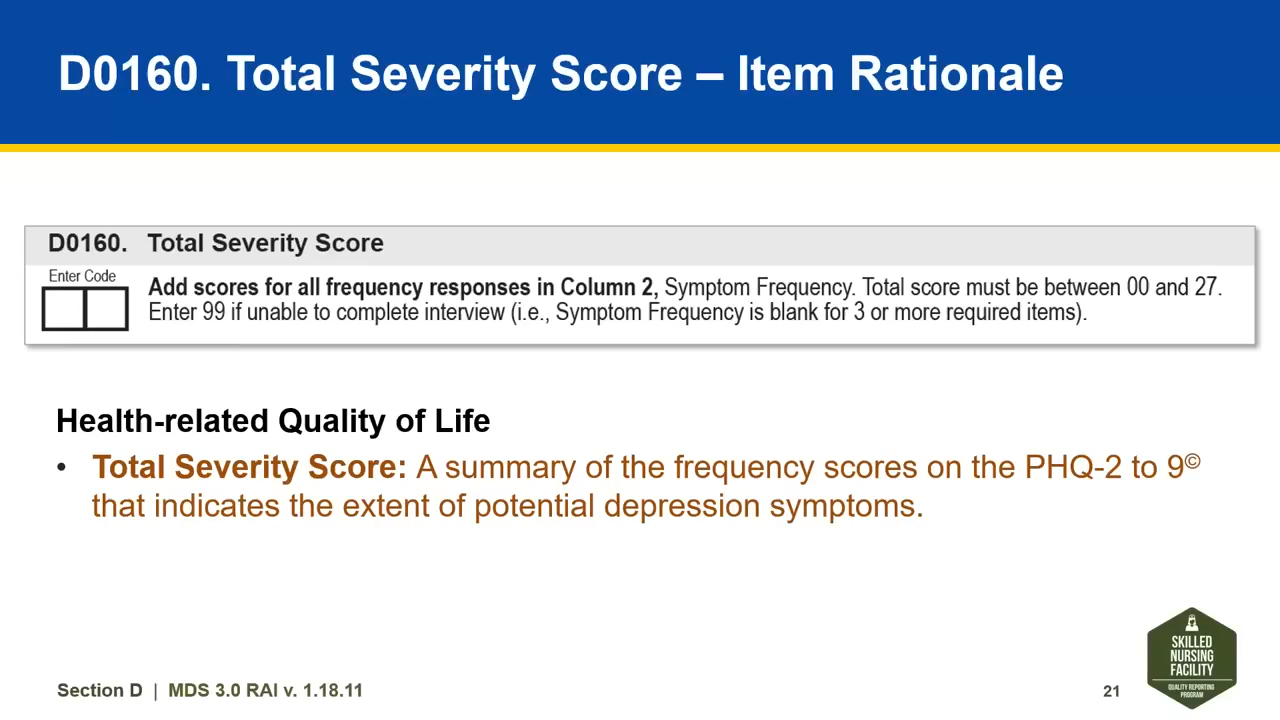 D0160. Total Severity Score – Item Rationale
D0160. Total Severity Score
Enter Code
Add scores for all frequency responses in Column 2, Symptom Frequency. Total score must be between 00 and 27.
Enter 99 if unable to complete interview (i.e., Symptom Frequency is blank for 3 or more required items).
Health-related Quality of Life
• Total Severity Score: A summary of the frequency scores on the PHQ-2 to 9©
that indicates the extent of potential depression symptoms.
SKILLED
NURSING
FACILITY
QUALITY REPORTING
PROGRAM
Section D | MDS 3.0 RAI v. 1.18.11
21